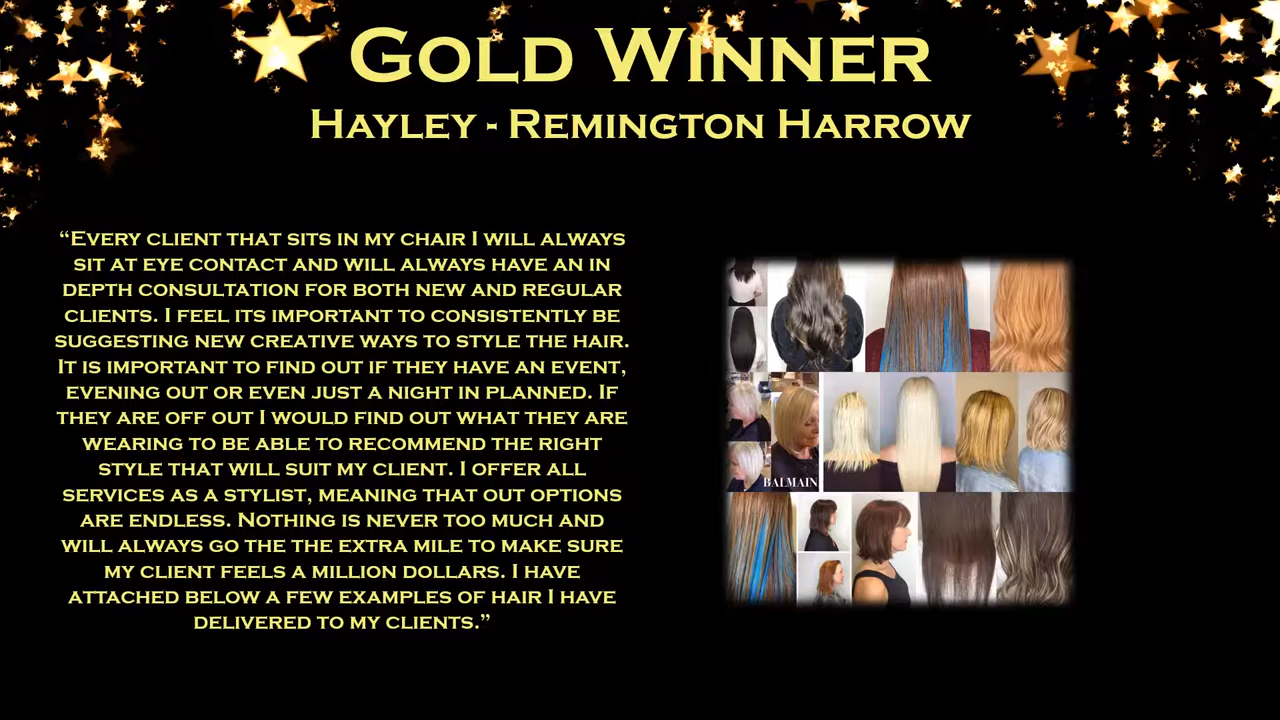 Gold Winner
Hayley - Remington Harrow
“Every client that sits in my chair I will always
sit at eye contact and will always have an in
depth consultation for both new and regular
clients. I feel its important to consistently be
suggesting new creative ways to style the hair.
It is important to find out if they have an event,
evening out or even just a night in planned. If
they are off out I would find out what they are
wearing to be able to recommend the right
style that will suit my client. I offer all
services as a stylist, meaning that out options
are endless. Nothing is never too much and
will always go the the extra mile to make sure
my client feels a million dollars. I have
attached below a few examples of hair I have
delivered to my clients.”
BALMAIN